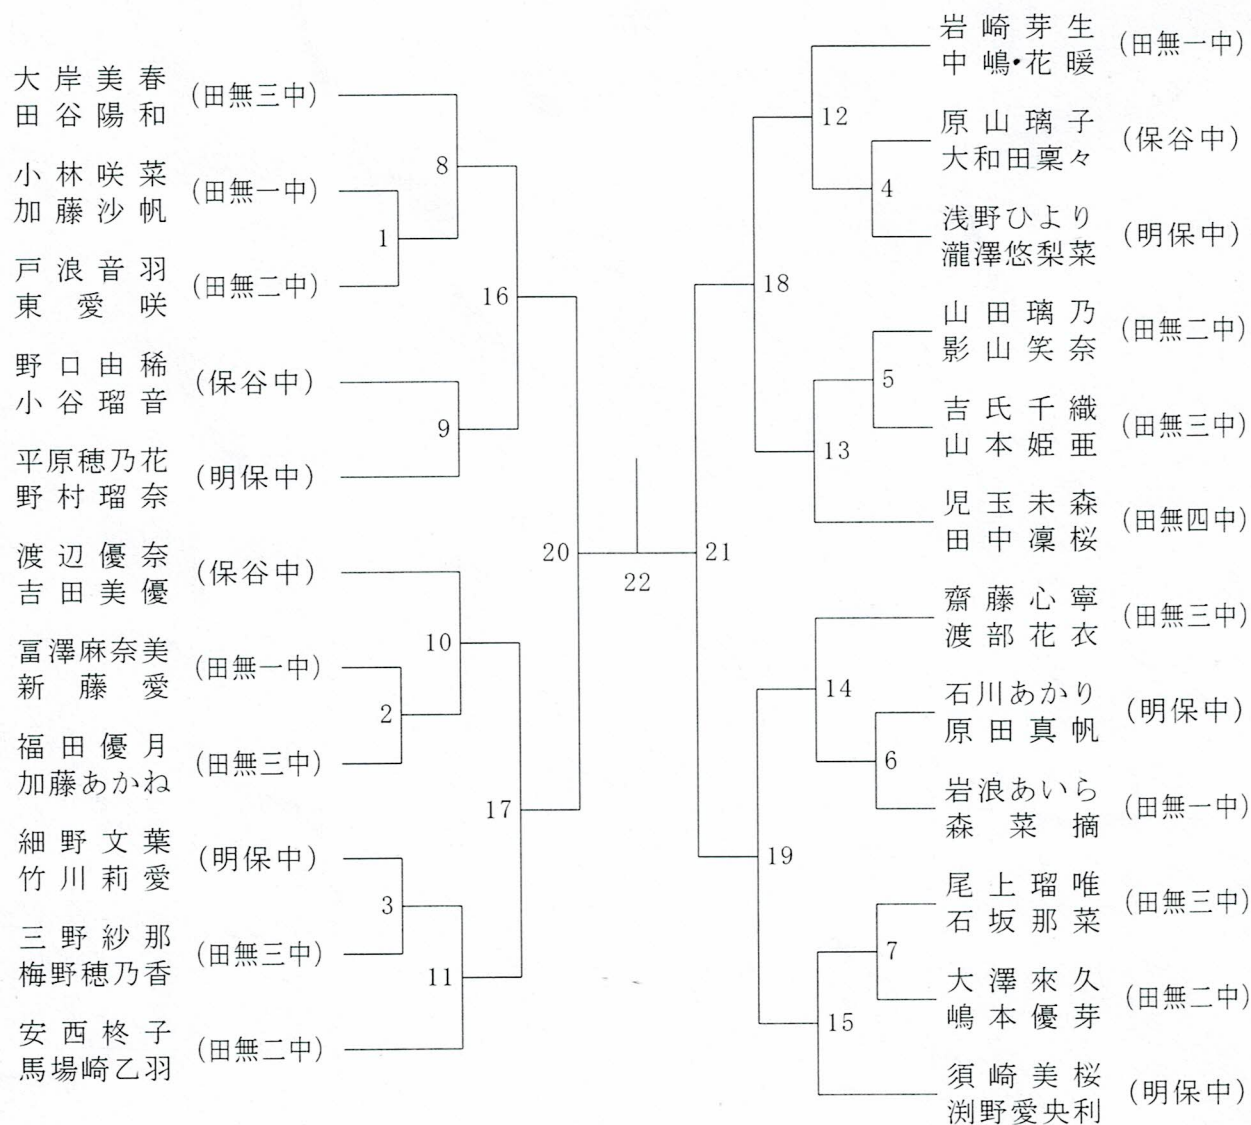 大岸美春
田谷陽和
(田無三中)
小林咲菜
加藤沙帆
(田無一中)
戸浪音羽
東愛咲
(田無二中)
野口由稀
小谷瑠音
(保谷中)
平原穂乃花
野村瑠奈
(明保中)
渡辺優奈
吉田美優
(保谷中)
冨澤麻奈美
新藤愛
(田無一中)
福田優月
加藤あかね
(田無三中)
細野文葉
竹川莉愛
(明保中)
三野紗那
梅野穂乃香
(田無三中)
安西柊子
馬場崎乙羽
(田無二中)
8
1
16
9
20
10
2
17
3
11
22
21
18
12
4
5
13
19
14
6
7
15
岩崎芽生
中嶋・花暖
(田無一中)
原山璃子
大和田稟々
(保谷中)
浅野ひより
瀧澤悠梨菜
(明保中)
山田璃乃
影山笑奈
(田無二中)
吉氏千織
山本姫亜
(田無三中)
児玉未森
田中凜桜
(田無四中)
齋藤心寧
渡部花衣
(田無三中)
石川あかり
原田真帆
(明保中)
岩浪あいら
森菜摘
(田無一中)
尾上瑠唯
石坂那菜
(田無三中)
大澤來久
嶋本優芽
(田無二中)
須崎美桜
渕野愛央利
(明保中)